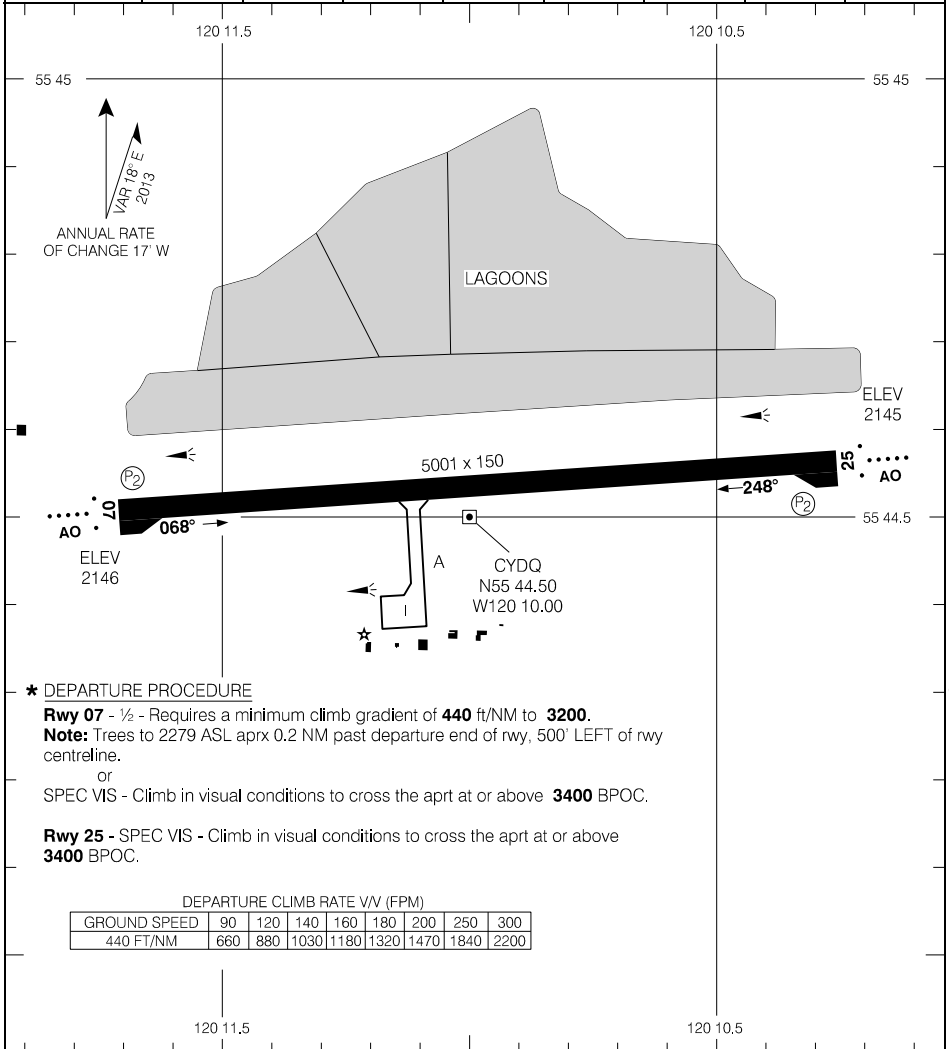 120 11.5 120 10.5
55 45 55 45
VAR 18° E
2013
ANNUAL RATE
OF CHANGE 17' W
LAGOONS
ELEV
2145
5001 x 150
25
AO
P2
07
AO
068°
248°
P2
55 44.5
ELEV
2146
A
CYDQ
N55 44.50
W120 10.00
I
* DEPARTURE PROCEDURE
Rwy 07 - ½ - Requires a minimum climb gradient of 440 ft/NM to 3200.
Note: Trees to 2279 ASL aprx 0.2 NM past departure end of rwy, 500' LEFT of rwy
centreline.
or
SPEC VIS - Climb in visual conditions to cross the aprt at or above 3400 BPOC.
Rwy 25 - SPEC VIS - Climb in visual conditions to cross the aprt at or above
3400 BPOC.
DEPARTURE CLIMB RATE V/V (FPM)
GROUND SPEED 90 120 140 160 180 200 250 300
440 FT/NM 660 880 1030 1180 1320 1470 1840 2200
120 11.5 120 10.5